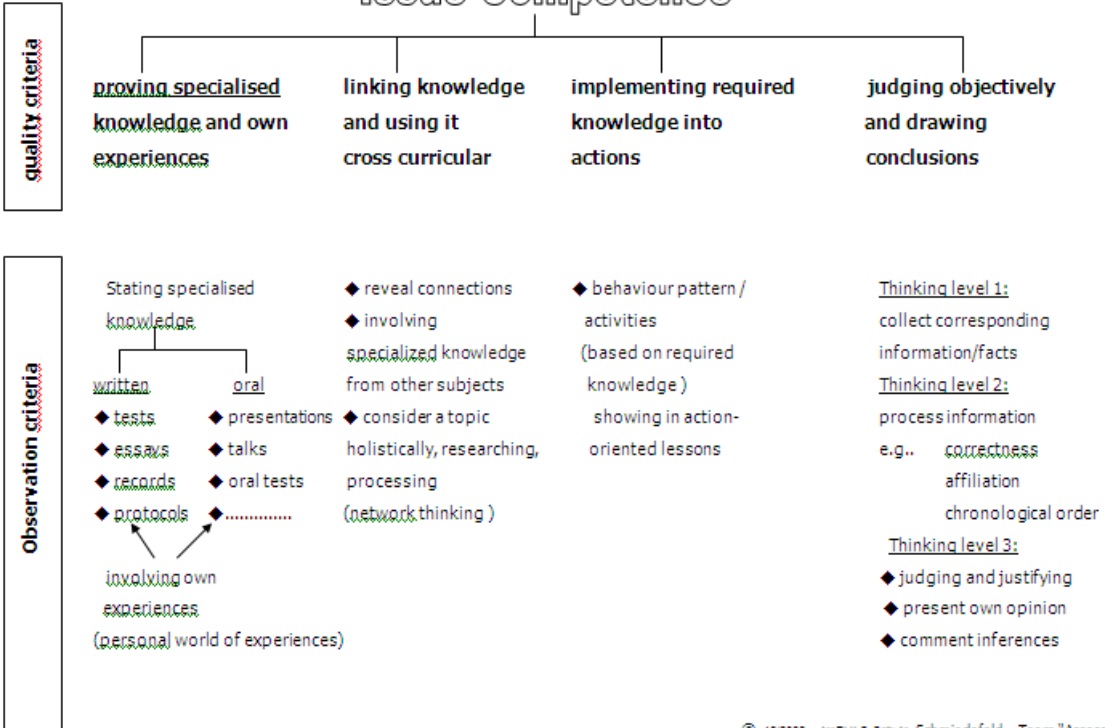 Issue Competence
quality criteria
proving specialised
knowledge and own
experiences
linking knowledge
and using it
cross curricular
implementing required
knowledge into
actions
judging objectively
and drawing
conclusions
Observation criteria
Stating specialised
knowledge
written
◆ tests
◆ essays
◆ records
◆ protocols
oral
◆ presentations
◆ talks
◆ oral tests
◆..............
involving own
experiences
(personal world of experiences)
◆ reveal connections
◆ involving
specialized knowledge
from other subjects
◆ consider a topic
holistically, researching,
processing
(network thinking )
◆ behaviour pattern /
activities
(based on required
knowledge )
showing in action-
oriented lessons
Thinking level 1:
collect corresponding
information/facts
Thinking level 2:
process information
e.g.. correctness
affiliation
chronological order
Thinking level 3:
◆ judging and justifying
◆ present own opinion
◆ comment inferences